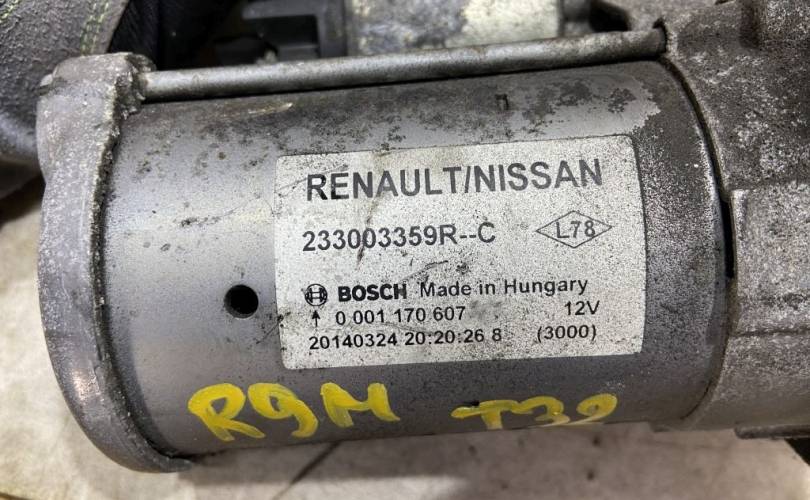 RENAULT/NISSAN
233003359R--C L78
BOSCH Made in Hungary
0 001 170 607 12V
20140324 20:20:26 8 (3000)
R9M T32